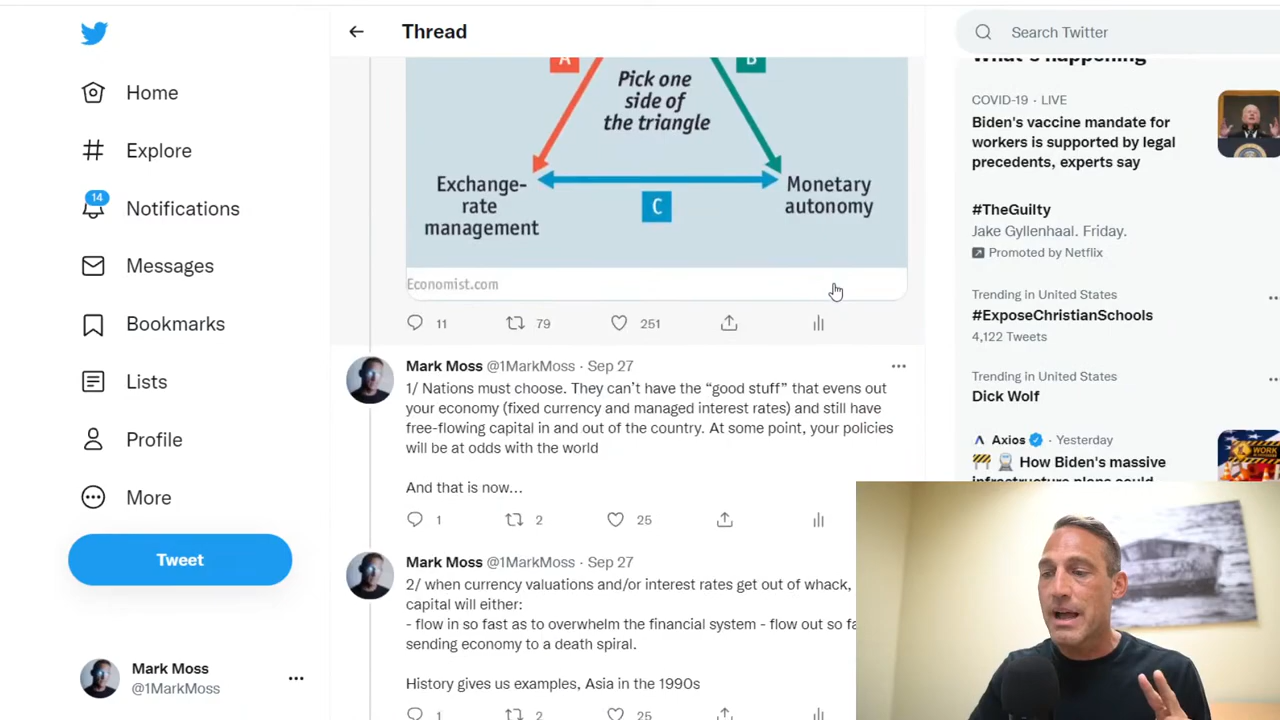 Thread
Search Twitter
Home
Explore
14
Notifications
Messages
Bookmarks
Lists
Profile
More
Tweet
Mark Moss
@1MarkMoss
A
B
Pick one
side of
the triangle
Exchange-
rate
management
Monetary
autonomy
C
Economist.com
11
79
251
Mark Moss @1MarkMoss · Sep 27
1/ Nations must choose. They can’t have the “good stuff” that evens out
your economy (fixed currency and managed interest rates) and still have
free-flowing capital in and out of the country. At some point, your policies
will be at odds with the world
And that is now…
1
2
25
Mark Moss @1MarkMoss · Sep 27
2/ when currency valuations and/or interest rates get out of whack,
capital will either:
- flow in so fast as to overwhelm the financial system - flow out so fa
sending economy to a death spiral.
History gives us examples, Asia in the 1990s
1
2
25
What's happening
COVID-19 · LIVE
Biden's vaccine mandate for
workers is supported by legal
precedents, experts say
#TheGuilty
Jake Gyllenhaal. Friday.
Promoted by Netflix
Trending in United States
#ExposeChristianSchools
4,122 Tweets
Trending in United States
Dick Wolf
Axios · Yesterday
How Biden's massive
infrastructure plans could